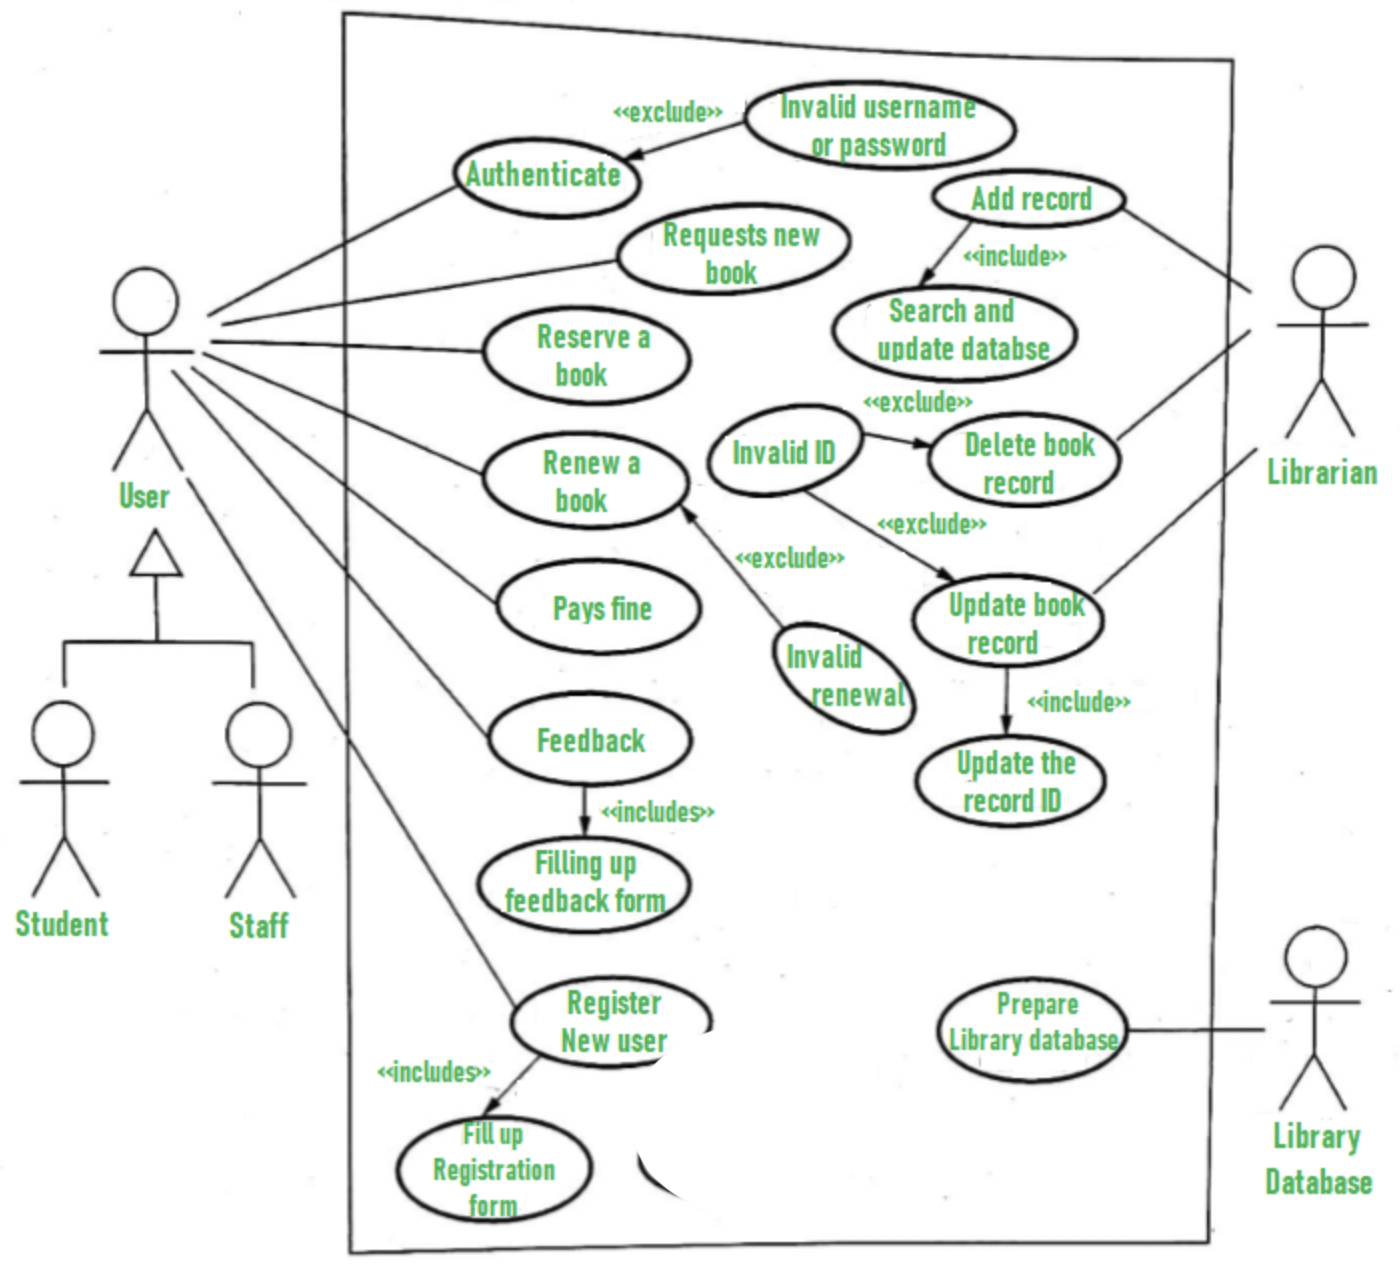 <<exclude>>
Invalid username
or password
Authenticate
Add record
Requests new
book
<<include>>
Search and
update databse
Reserve a
book
<<exclude>>
Invalid ID
Delete book
record
Renew a
book
Librarian
User
<<exclude>>
<<exclude>>
Pays fine
Update book
record
Invalid
renewal
<<include>>
Feedback
Update the
record ID
<<includes>>
Filling up
feedback form
Student
Staff
Register
New user
Prepare
Library database
<<includes>>
Fill up
Registration
form
Library
Database